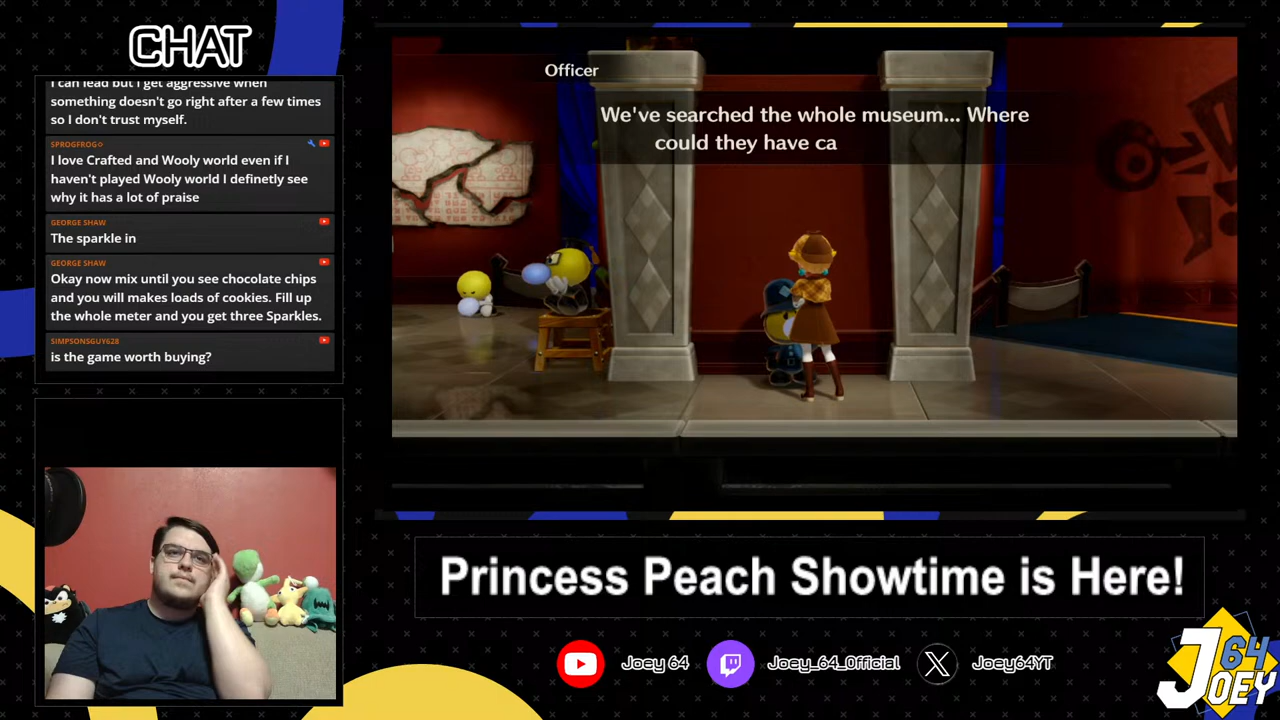 CHAT
I can lead but I get aggressive when
something doesn't go right after a few times
so I don't trust myself.
SPROGFROG
I love Crafted and Wooly world even if I
haven't played Wooly world I definetly see
why it has a lot of praise
GEORGE SHAW
The sparkle in
GEORGE SHAW
Okay now mix until you see chocolate chips
and you will makes loads of cookies. Fill up
the whole meter and you get three Sparkles.
SIMPSONSGUY628
is the game worth buying?
Officer
We've searched the whole museum... Where
could they have ca
Princess Peach Showtime is Here!
Joey 64
Joey_64_Official
Joey64YT
64
JOEY